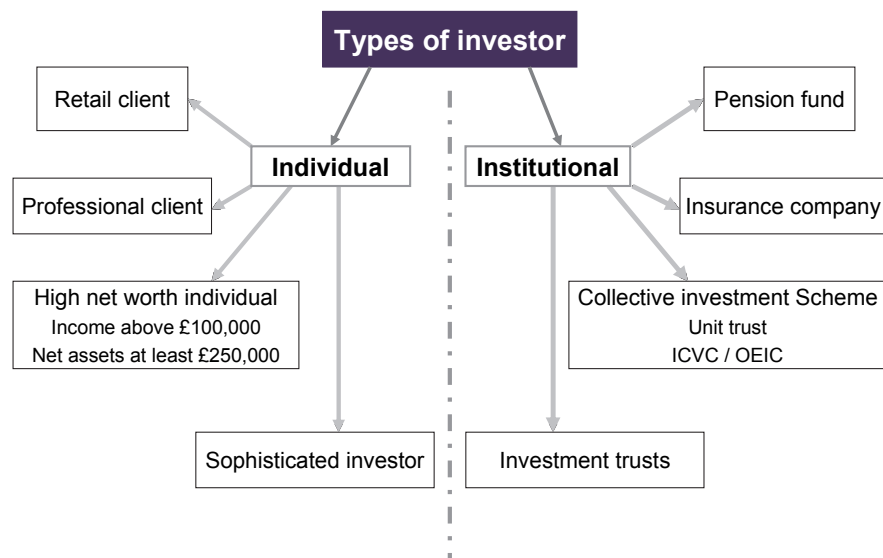 Types of investor
Retail client
Pension fund
Individual
Institutional
Professional client
Insurance company
High net worth individual
Income above £100,000
Net assets at least £250,000
Collective investment Scheme
Unit trust
ICVC / OEIC
Sophisticated investor
Investment trusts